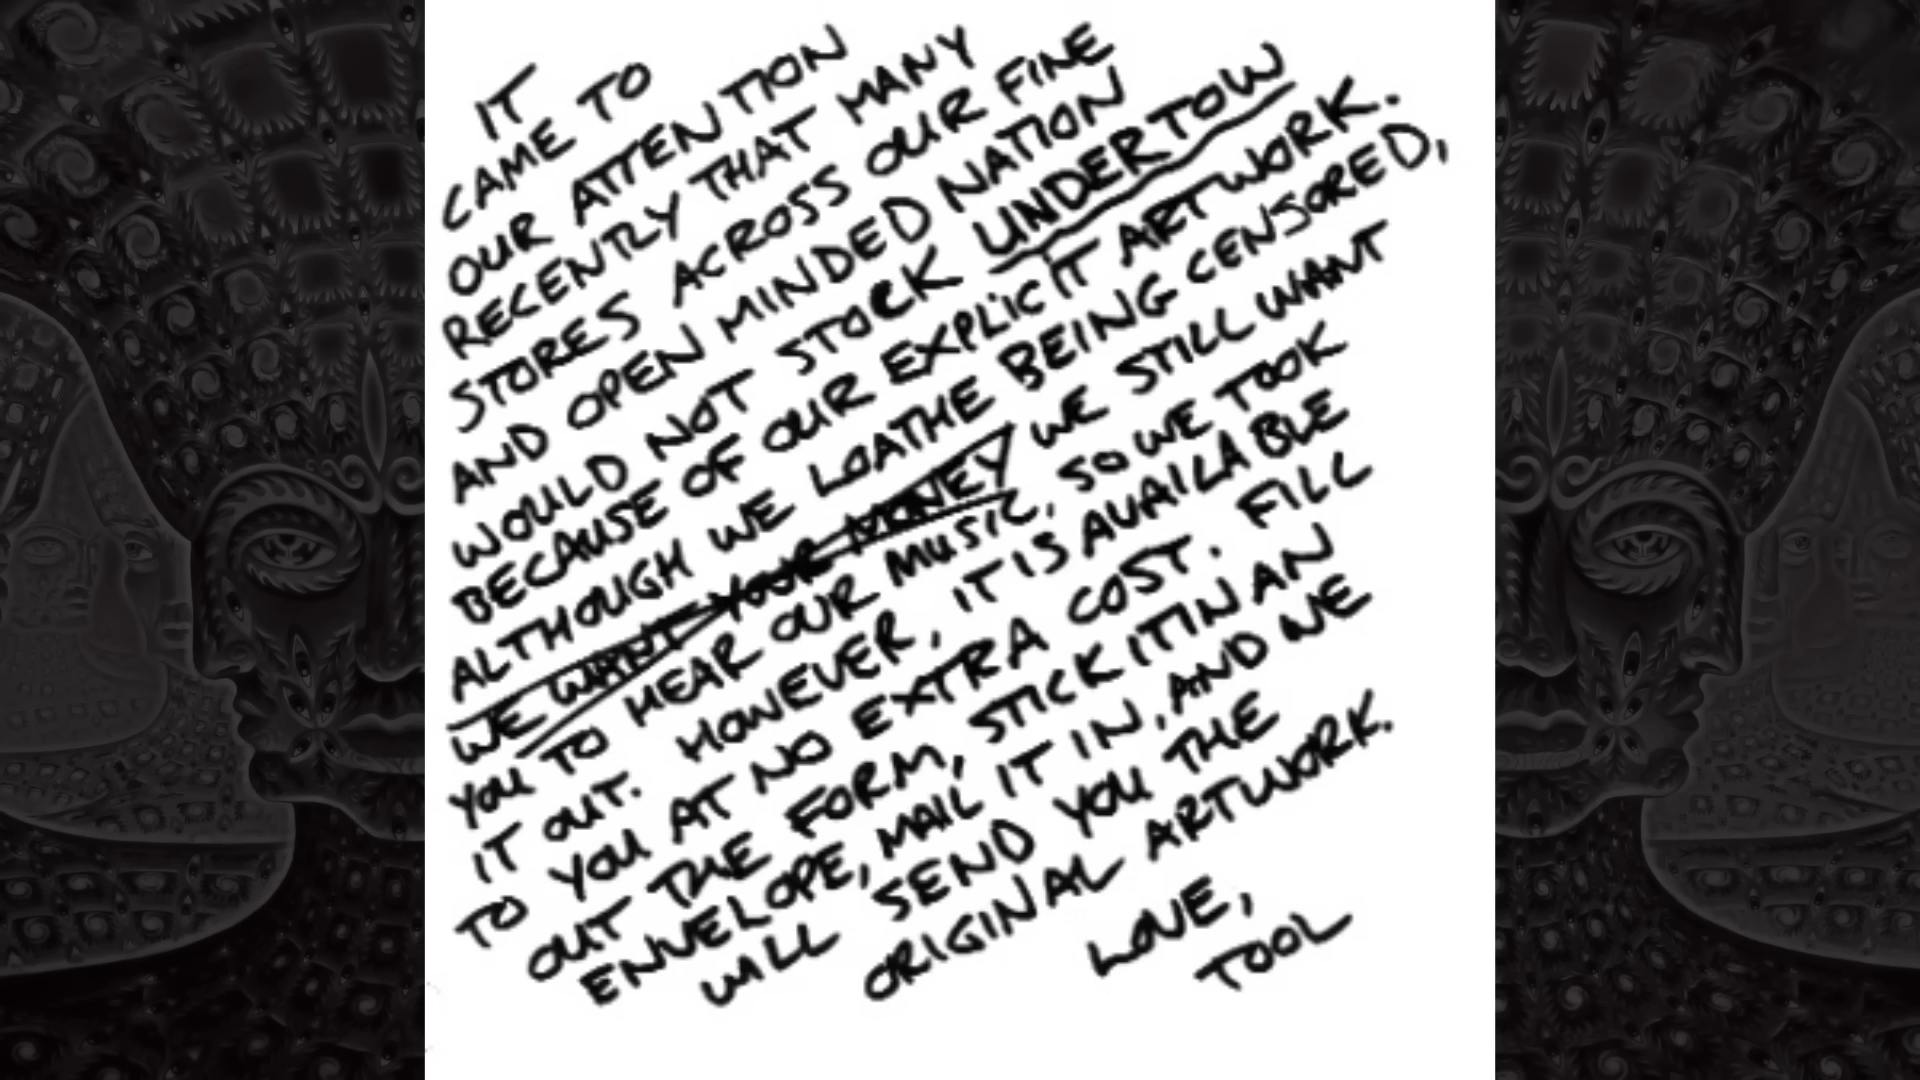 IT
CAME TO
OUR ATTENTION
RECENTLY THAT MANY
STORES ACROSS OUR FINE
AND OPEN MINDED NATION
WOULD NOT STOCK UNDERTOW
BECAUSE OF OUR EXPLICIT ARTWORK.
ALTHOUGH WE LOATHE BEING CENSORED,
WE WANT YOUR MONEY WE STILL WANT
YOU TO HEAR OUR MUSIC, SO WE TOOK
IT OUT. HOWEVER, IT IS AVAILABLE
TO YOU AT NO EXTRA COST. FILL
OUT THE FORM, STICK IT IN AN
ENVELOPE, MAIL IT IN, AND WE
WILL SEND YOU THE
ORIGINAL ARTWORK.
LOVE,
TOOL